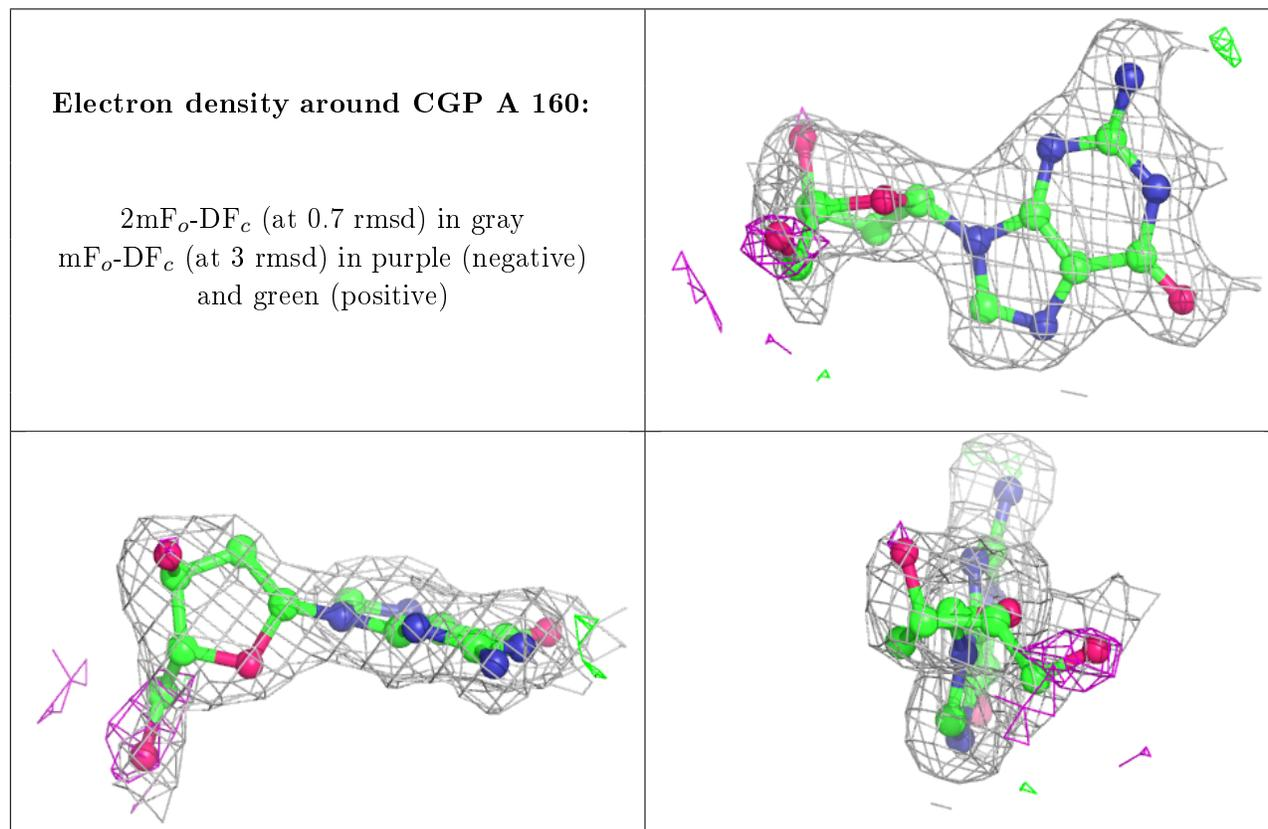 Electron density around CGP A 160:
2mFo-DFc (at 0.7 rmsd) in gray
mFo-DFc (at 3 rmsd) in purple (negative)
and green (positive)